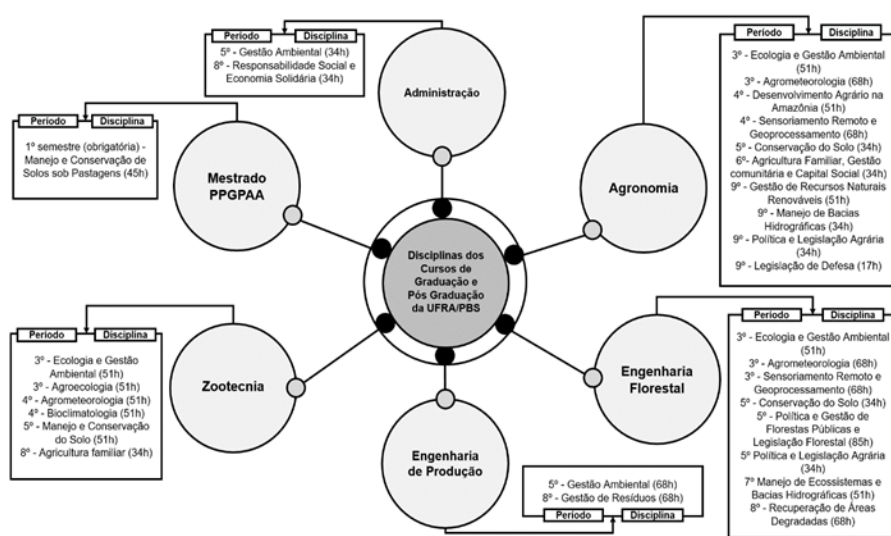 Período Disciplina
5º - Gestão Ambiental (34h)
8º - Responsabilidade Social e
Economia Solidária (34h)
Administração
Período Disciplina
1º semestre (obrigatória) -
Manejo e Conservação de
Solos sob Pastagens
(45h)
Mestrado
PPGPAA
Agronomia
Período Disciplina
3º - Ecologia e Gestão Ambiental
(51h)
3º - Agrometeorologia (68h)
4º - Desenvolvimento Agrário na
Amazônia (51h)
4º - Sensoriamento Remoto e
Geoprocessamento (68h)
5º - Conservação do Solo (34h)
6º- Agricultura Familiar, Gestão
comunitária e Capital Social (34h)
9º - Gestão de Recursos Naturais
Renováveis (51h)
9º - Manejo de Bacias
Hidrográficas (34h)
9º - Política e Legislação Agrária
(34h)
9º - Legislação de Defesa (17h)
Disciplinas dos
Cursos de
Graduação e
Pós Graduação
da UFRA/PBS
Período Disciplina
3º - Ecologia e Gestão
Ambiental (51h)
3º - Agroecologia (51h)
4º - Agrometeorologia (51h)
4º - Bioclimatologia (51h)
5º - Manejo e Conservação
do Solo (51h)
8º - Agricultura familiar (34h)
Zootecnia
Engenharia
de Produção
5º - Gestão Ambiental (68h)
8º - Gestão de Resíduos (68h)
Período Disciplina
Engenharia
Florestal
Período Disciplina
3º - Ecologia e Gestão Ambiental
(51h)
3º - Agrometeorologia (68h)
3º - Sensoriamento Remoto e
Geoprocessamento (68h)
5º - Conservação do Solo (34h)
5º - Política e Gestão de
Florestas Públicas e
Legislação Florestal (85h)
5º Política e Legislação Agrária
(34h)
7º Manejo de Ecossistemas e
Bacias Hidrográficas (51h)
8º - Recuperação de Áreas
Degradadas (68h)